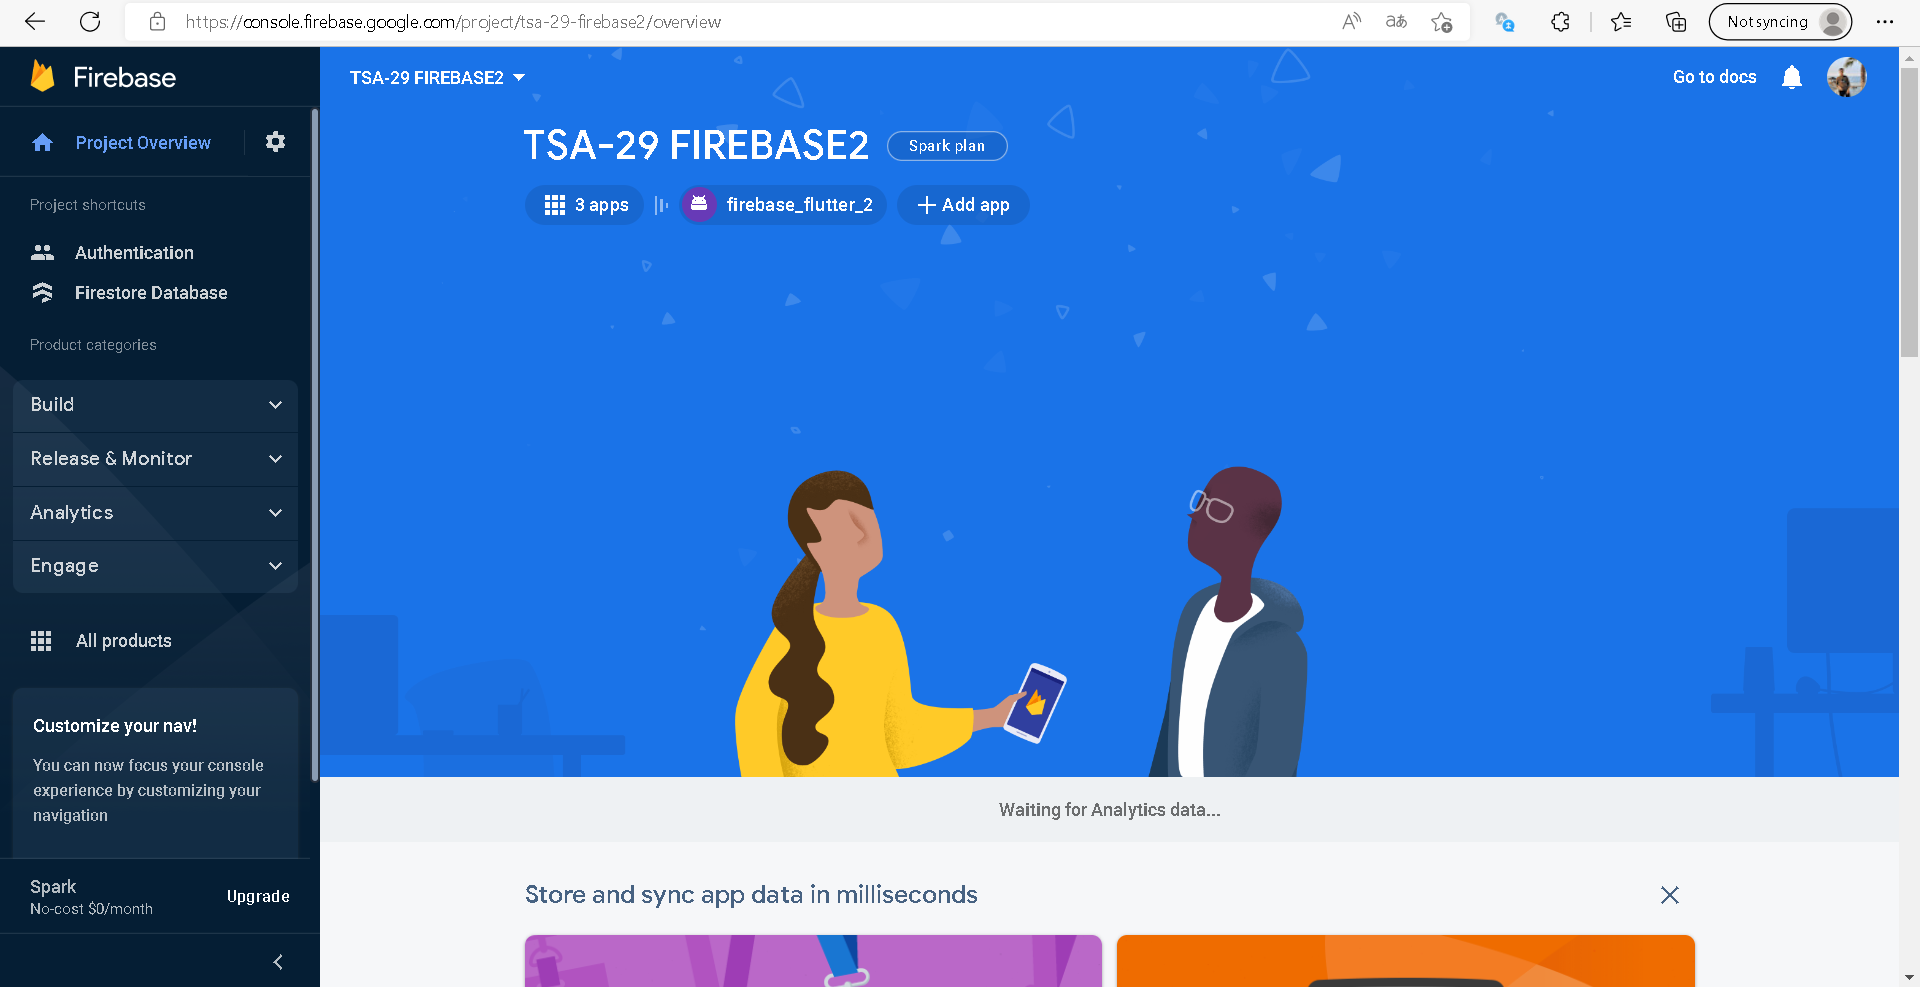 https://console.firebase.google.com/project/tsa-29-firebase2/overview
Not syncing
Firebase
Project Overview
Project shortcuts
Authentication
Firestore Database
Product categories
Build
Release & Monitor
Analytics
Engage
All products
Customize your nav!
You can now focus your console
experience by customizing your
navigation
Spark
No-cost $0/month
Upgrade
TSA-29 FIREBASE2
Go to docs
TSA-29 FIREBASE2
Spark plan
3 apps
firebase_flutter_2
Add app
Waiting for Analytics data...
Store and sync app data in milliseconds